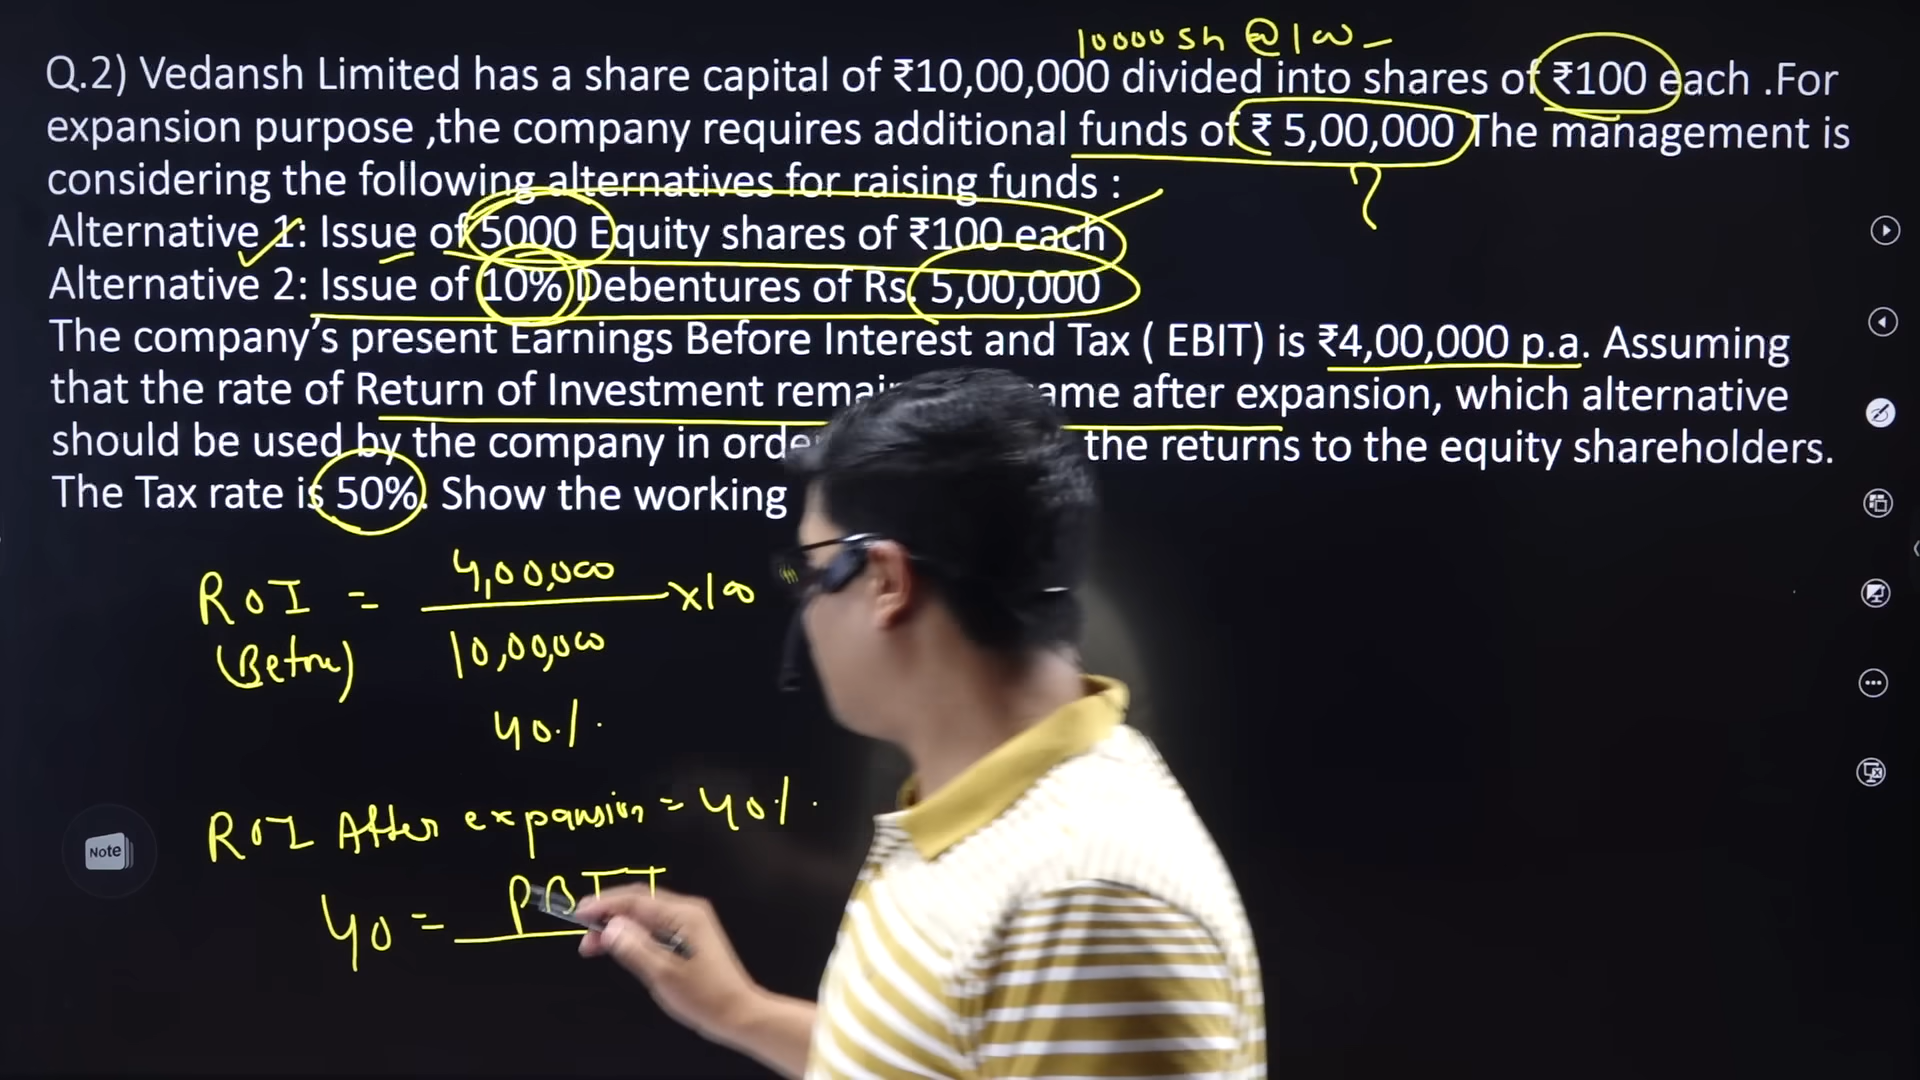 10000 sh @ 100
Q.2) Vedansh Limited has a share capital of ₹10,00,000 divided into shares of ₹100 each .For
expansion purpose ,the company requires additional funds of ₹ 5,00,000 The management is
considering the following alternatives for raising funds :
?
Alternative 1: Issue of 5000 Equity shares of ₹100 each
Alternative 2: Issue of 10% Debentures of Rs. 5,00,000
The company's present Earnings Before Interest and Tax ( EBIT) is ₹4,00,000 p.a. Assuming
that the rate of Return of Investment ame after expansion, which alternative
should be used by the company in the returns to the equity shareholders.
The Tax rate is 50%. Show the working
ROI = 4,00,000 x100
(Before) 10,00,000
40%.
ROI After expansion = 40%.
40 = PBIT
Note